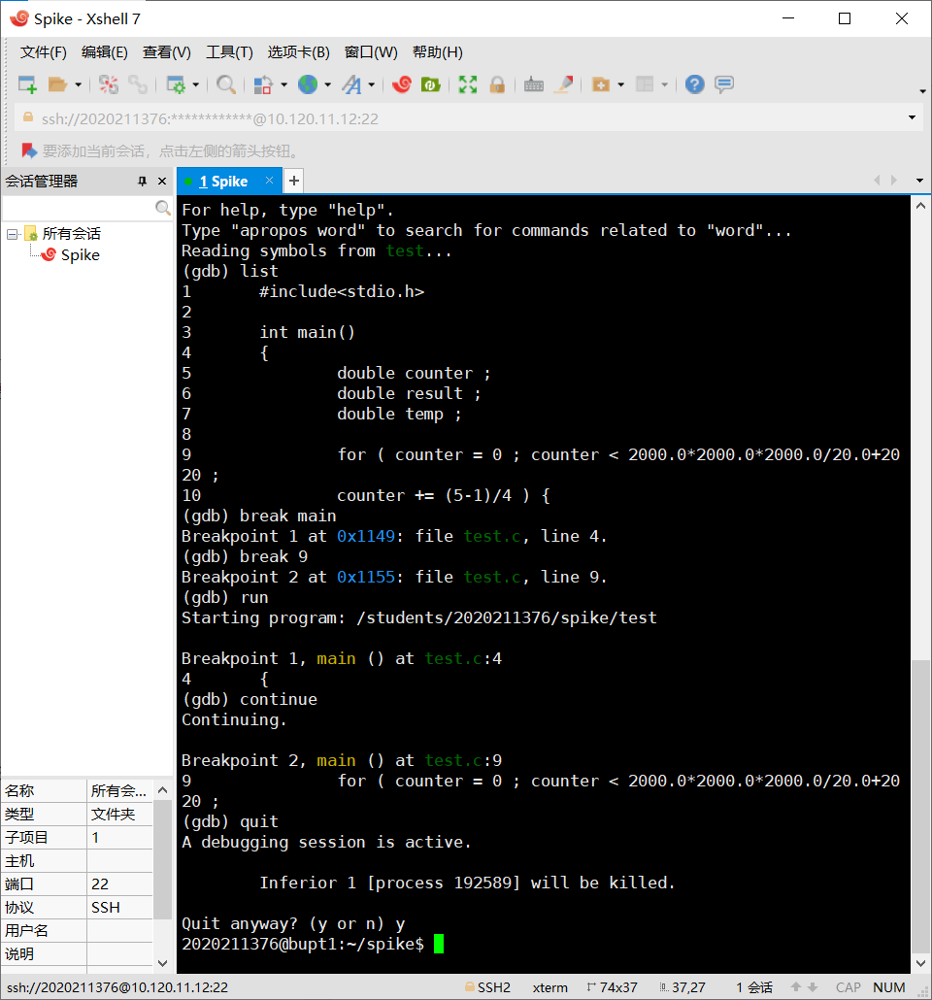 Spike - Xshell 7
文件(F) 编辑(E) 查看(V) 工具(T) 选项卡(B) 窗口(W) 帮助(H)
ssh://2020211376:************@10.120.11.12:22
要添加当前会话，点击左侧的箭头按钮。
会话管理器
所有会话
Spike
名称 所有会...
类型 文件夹
子项目 1
主机
端口 22
协议 SSH
用户名
说明
1 Spike
For help, type "help".
Type "apropos word" to search for commands related to "word"...
Reading symbols from test...
(gdb) list
1       #include<stdio.h>
2
3       int main()
4       {
5               double counter ;
6               double result ;
7               double temp ;
8
9               for ( counter = 0 ; counter < 2000.0*2000.0*2000.0/20.0+20
20 ;
10              counter += (5-1)/4 ) {
(gdb) break main
Breakpoint 1 at 0x1149: file test.c, line 4.
(gdb) break 9
Breakpoint 2 at 0x1155: file test.c, line 9.
(gdb) run
Starting program: /students/2020211376/spike/test
Breakpoint 1, main () at test.c:4
4       {
(gdb) continue
Continuing.
Breakpoint 2, main () at test.c:9
9               for ( counter = 0 ; counter < 2000.0*2000.0*2000.0/20.0+20
20 ;
(gdb) quit
A debugging session is active.
        Inferior 1 [process 192589] will be killed.
Quit anyway? (y or n) y
2020211376@bupt1:~/spike$
ssh://2020211376@10.120.11.12:22 SSH2 xterm 74x37 37,27 1 会话 CAP NUM